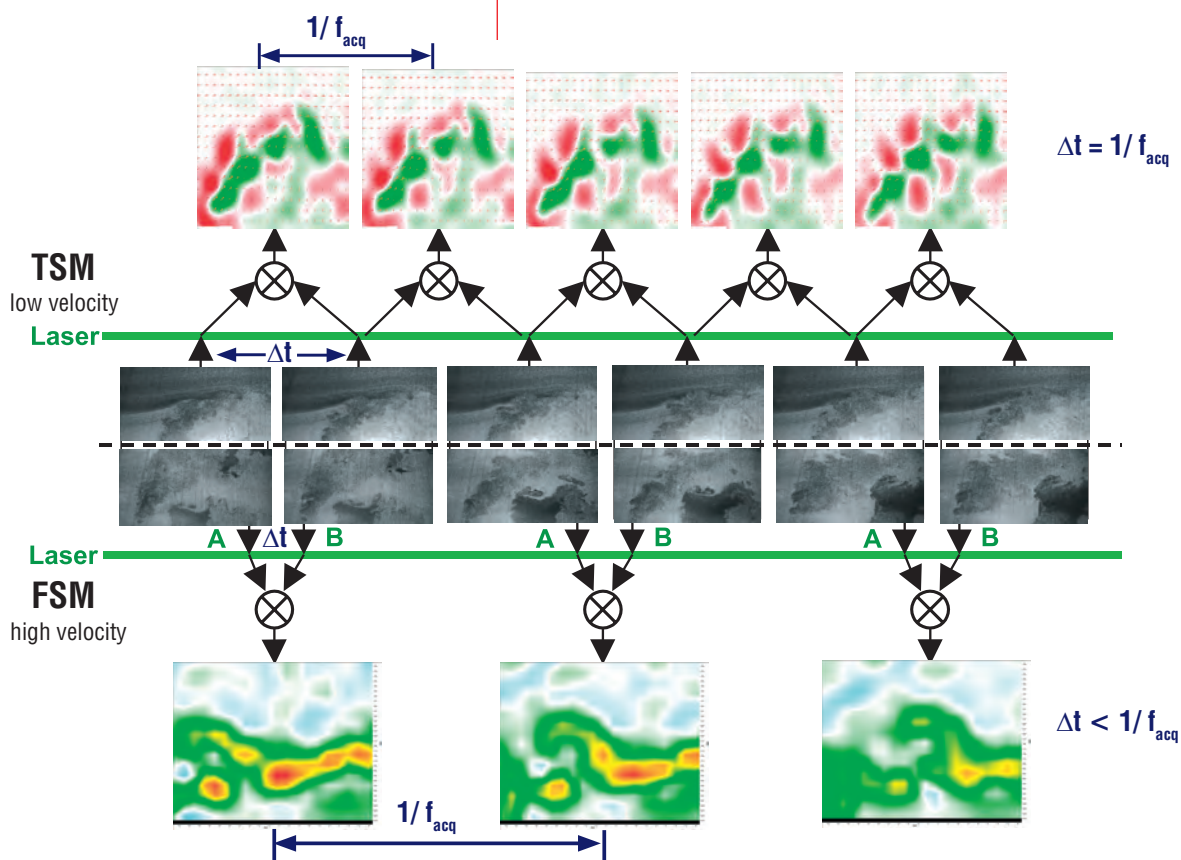 1/ f_acq
Δt = 1/ f_acq
TSM
low velocity
Laser
Δt
A Δt B A B A B
Laser
FSM
high velocity
Δt < 1/ f_acq
1/ f_acq